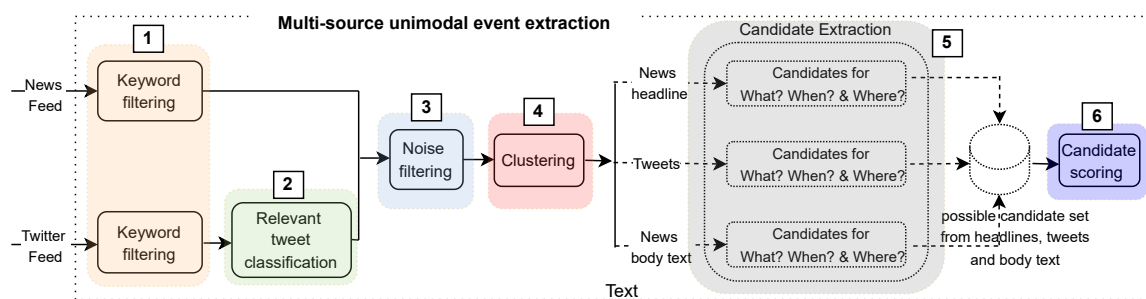 Multi-source unimodal event extraction
1
News
Feed
Keyword
filtering
Twitter
Feed
Keyword
filtering
2
Relevant
tweet
classification
3
Noise
filtering
4
Clustering
News
headline
Tweets
News
body text
Candidate Extraction
5
Candidates for
What? When? & Where?
Candidates for
What? When? & Where?
Candidates for
What? When? & Where?
possible candidate set
from headlines, tweets
and body text
6
Candidate
scoring
Text